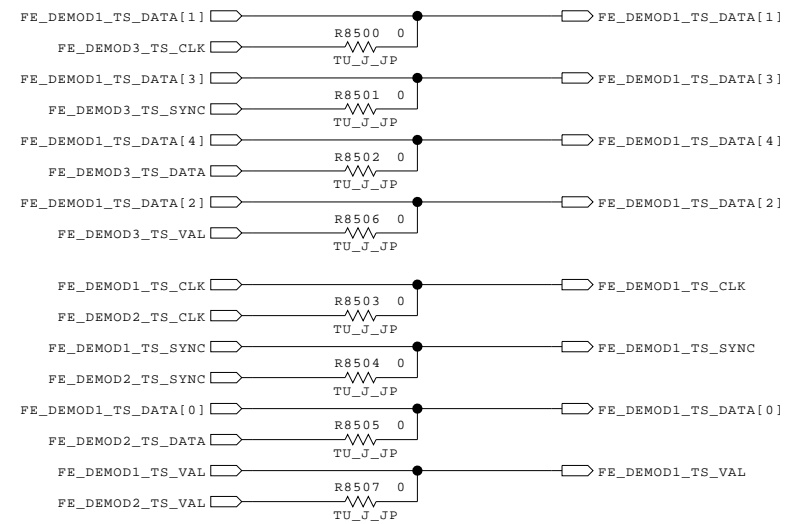 FE_DEMOD1_TS_DATA[1] FE_DEMOD1_TS_DATA[1]
R8500 0
FE_DEMOD3_TS_CLK
TU_J_JP
FE_DEMOD1_TS_DATA[3] FE_DEMOD1_TS_DATA[3]
R8501 0
FE_DEMOD3_TS_SYNC
TU_J_JP
FE_DEMOD1_TS_DATA[4] FE_DEMOD1_TS_DATA[4]
R8502 0
FE_DEMOD3_TS_DATA
TU_J_JP
FE_DEMOD1_TS_DATA[2] FE_DEMOD1_TS_DATA[2]
R8506 0
FE_DEMOD3_TS_VAL
TU_J_JP
FE_DEMOD1_TS_CLK FE_DEMOD1_TS_CLK
R8503 0
FE_DEMOD2_TS_CLK
TU_J_JP
FE_DEMOD1_TS_SYNC FE_DEMOD1_TS_SYNC
R8504 0
FE_DEMOD2_TS_SYNC
TU_J_JP
FE_DEMOD1_TS_DATA[0] FE_DEMOD1_TS_DATA[0]
R8505 0
FE_DEMOD2_TS_DATA
TU_J_JP
FE_DEMOD1_TS_VAL FE_DEMOD1_TS_VAL
R8507 0
FE_DEMOD2_TS_VAL
TU_J_JP